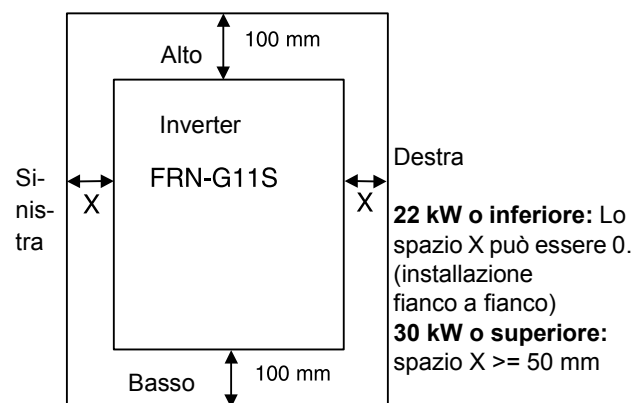 100 mm
Alto
Inverter
FRN-G11S
Si-
nis-
tra
X
X
Destra
22 kW o inferiore: Lo
spazio X può essere 0.
(installazione
fianco a fianco)
30 kW o superiore:
spazio X >= 50 mm
Basso
100 mm